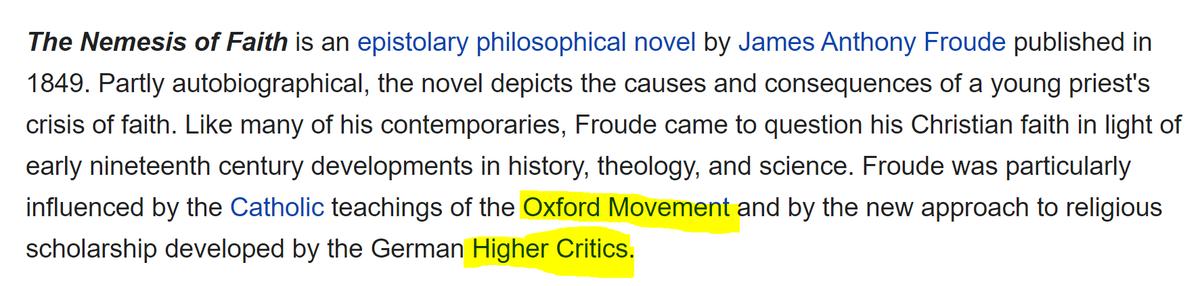 The Nemesis of Faith is an epistolary philosophical novel by James Anthony Froude published in
1849. Partly autobiographical, the novel depicts the causes and consequences of a young priest's
crisis of faith. Like many of his contemporaries, Froude came to question his Christian faith in light of
early nineteenth century developments in history, theology, and science. Froude was particularly
influenced by the Catholic teachings of the Oxford Movement and by the new approach to religious
scholarship developed by the German Higher Critics.